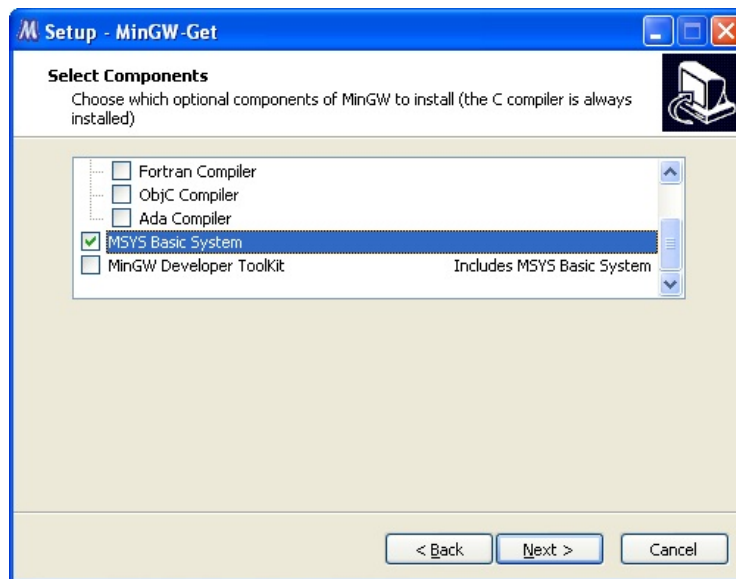 Setup - MinGW-Get
Select Components
Choose which optional components of MinGW to install (the C compiler is always
installed)
Fortran Compiler
ObjC Compiler
Ada Compiler
MSYS Basic System
MinGW Developer ToolKit Includes MSYS Basic System
< Back Next > Cancel